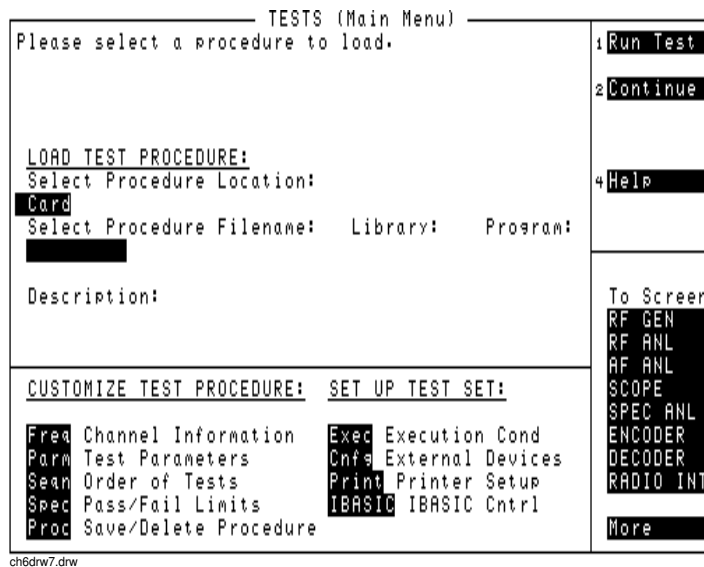 TESTS (Main Menu)
Please select a procedure to load.
LOAD TEST PROCEDURE:
Select Procedure Location:
Card
Select Procedure Filename: Library: Program:
Description:
CUSTOMIZE TEST PROCEDURE:
Freq Channel Information
Parm Test Parameters
Seqn Order of Tests
Spec Pass/Fail Limits
Proc Save/Delete Procedure
SET UP TEST SET:
Exec Execution Cond
Cnfg External Devices
Print Printer Setup
IBASIC IBASIC Cntrl
1 Run Test
2 Continue
4 Help
To Screen
RF GEN
RF ANL
AF ANL
SCOPE
SPEC ANL
ENCODER
DECODER
RADIO INT
More
ch6drw7.drw